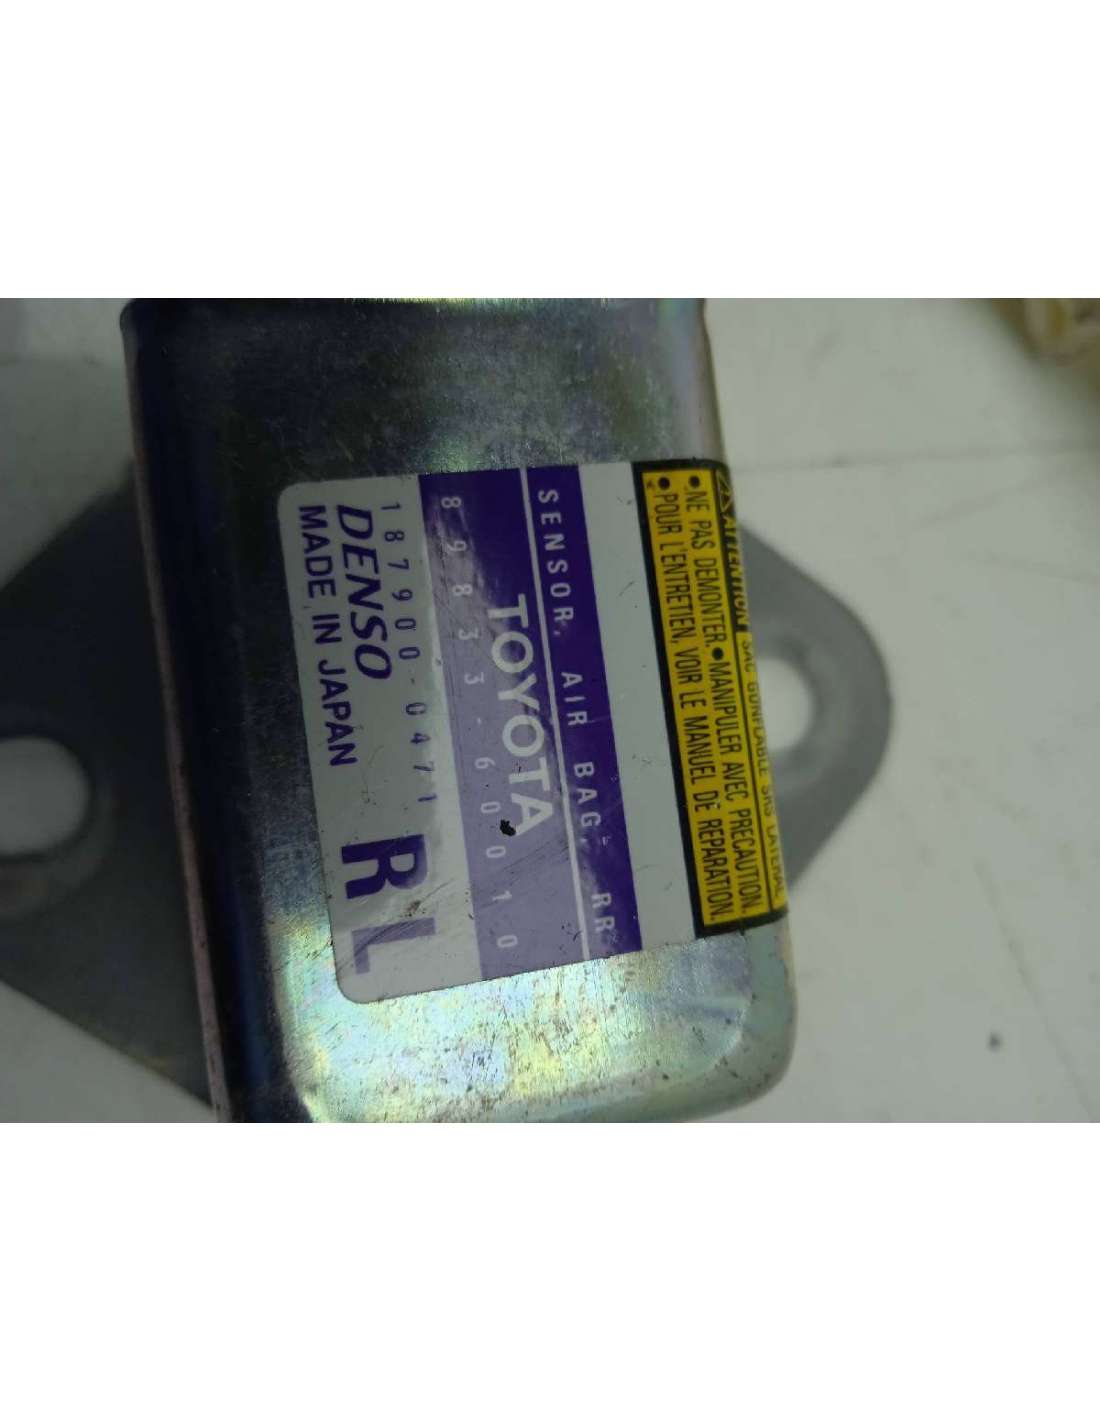 ⚠ATTENTION SAC GONFLABLE SRS LATERAL
•NE PAS DEMONTER.•MANIPULER AVEC PRECAUTION.
•POUR L'ENTRETIEN, VOIR LE MANUEL DE REPARATION.
SENSOR, AIR BAG, RR
TOYOTA
89833-60010
187900-0471
DENSO
MADE IN JAPAN
RL